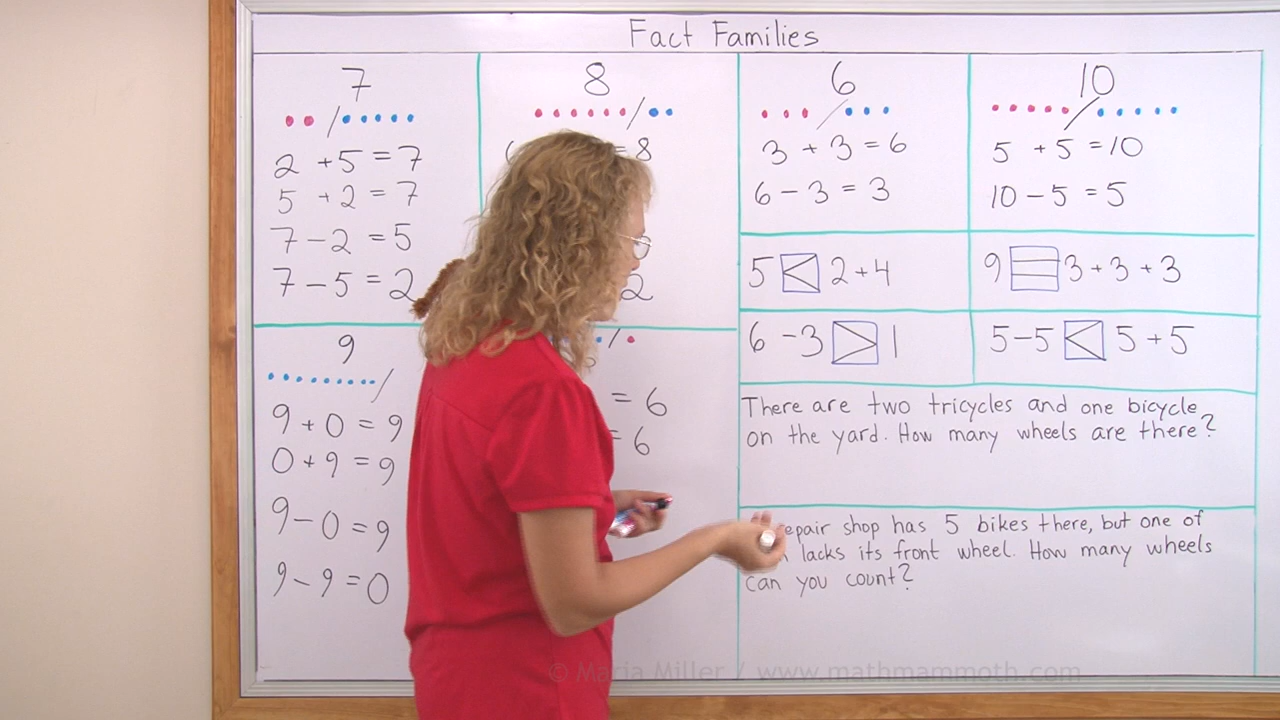 Fact Families
7
2 + 5 = 7
5 + 2 = 7
7 - 2 = 5
7 - 5 = 2
8
= 8
2
6
3 + 3 = 6
6 - 3 = 3
10
5 + 5 = 10
10 - 5 = 5
5 < 2 + 4
9 = 3 + 3 + 3
6 - 3 > 1
5 - 5 < 5 + 5
9
9 + 0 = 9
0 + 9 = 9
9 - 0 = 9
9 - 9 = 0
= 6
= 6
There are two tricycles and one bicycle
on the yard. How many wheels are there?
shop has 5 bikes there, but one of
lacks its front wheel. How many wheels
can you count?
© Maria Miller / www.mathmammoth.com